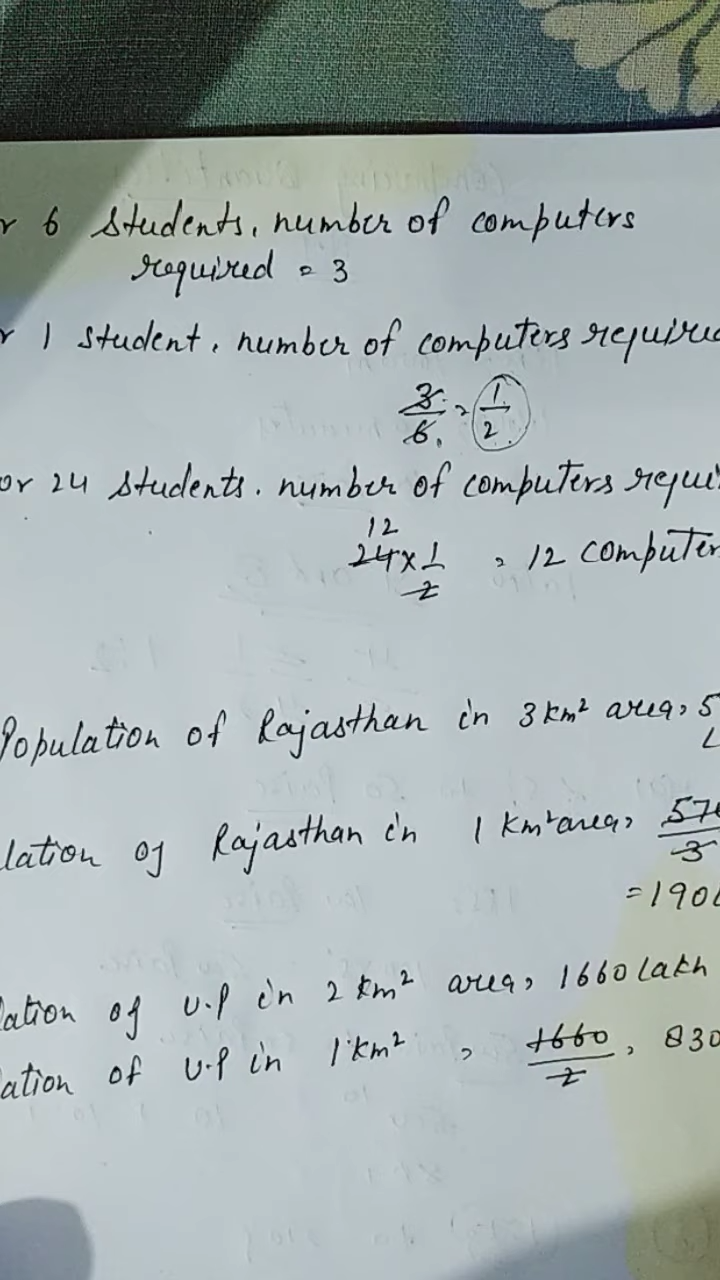 r 6 students, number of computers
required = 3
r 1 student, number of computers require
3/6 = 1/2
or 24 students. number of computers requi
12
24 x 1/2 = 12 computer
Population of Rajasthan in 3 km² area = 5
L
lation of Rajasthan in 1 km² area = 570/3
= 190L
lation of U.P in 2 km² area = 1660 lakh
ation of U.P in 1 km² = 1660/2 = 830